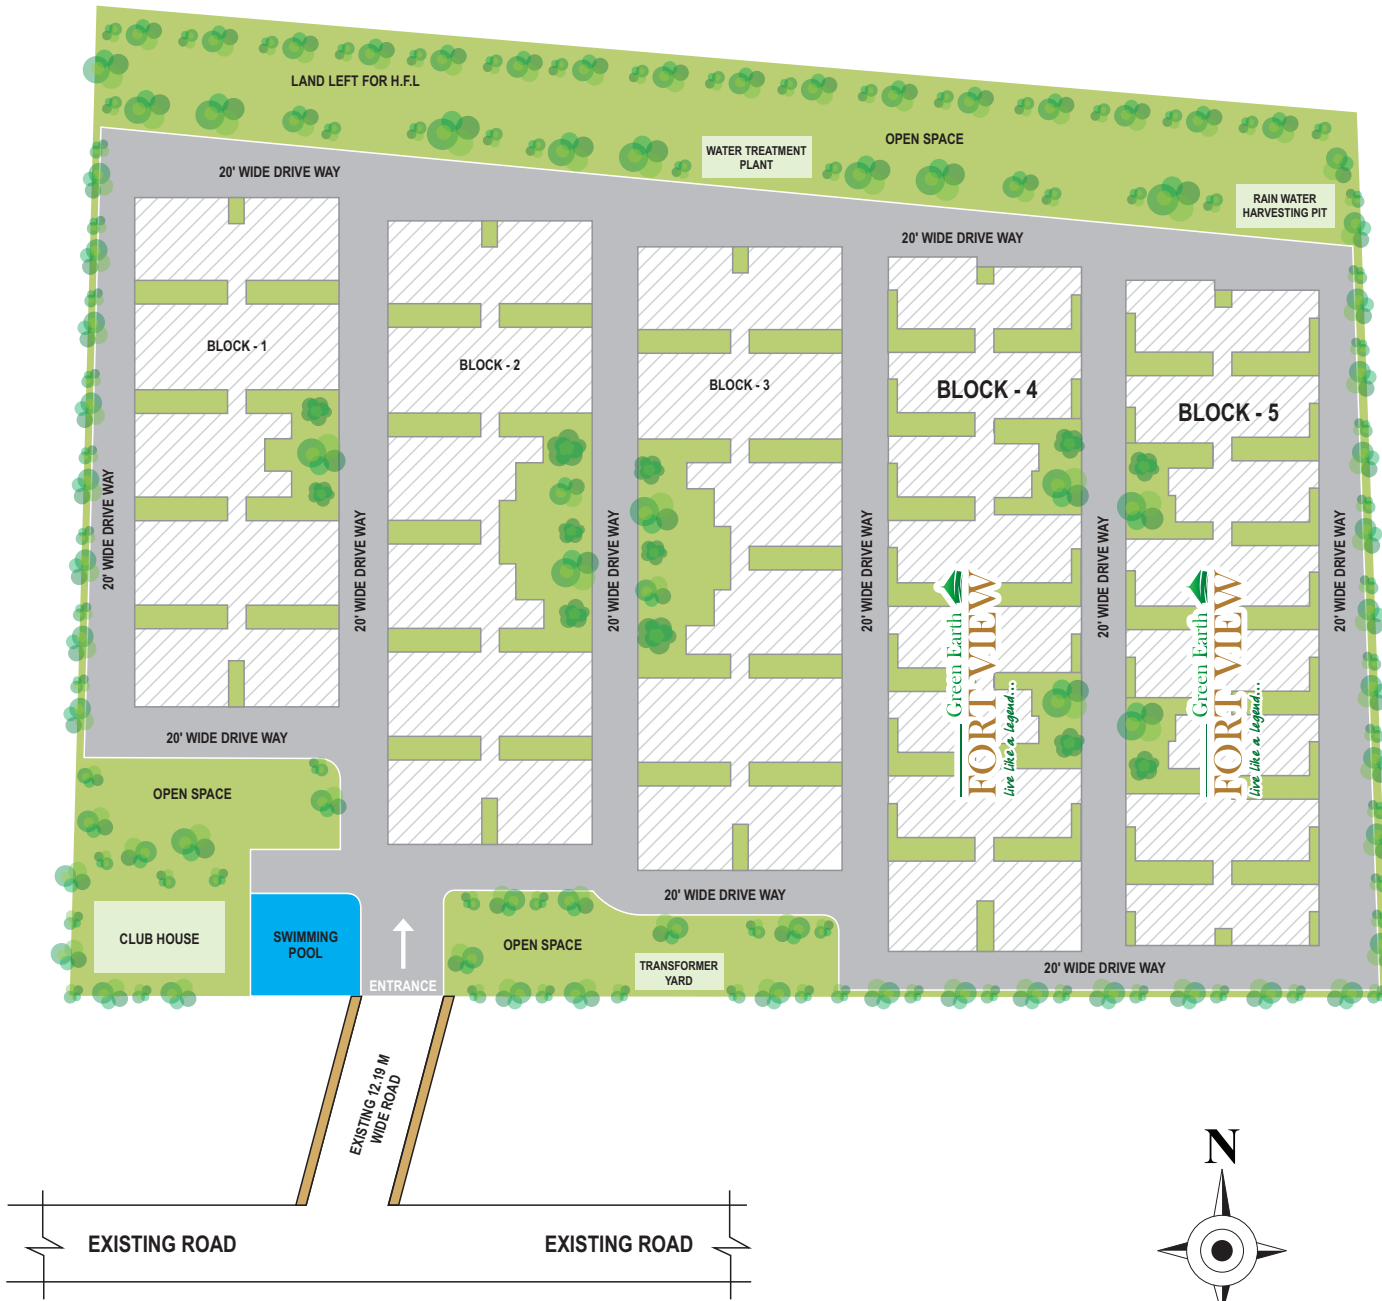 LAND LEFT FOR H.F.L
OPEN SPACE
WATER TREATMENT
PLANT
20' WIDE DRIVE WAY
RAIN WATER
HARVESTING PIT
20' WIDE DRIVE WAY
BLOCK - 1
BLOCK - 2
BLOCK - 3
BLOCK - 4
BLOCK - 5
20' WIDE DRIVE WAY
20' WIDE DRIVE WAY
20' WIDE DRIVE WAY
20' WIDE DRIVE WAY
20' WIDE DRIVE WAY
20' WIDE DRIVE WAY
Green Earth
FORTVIEW
live like a legend...
Green Earth
FORTVIEW
live like a legend...
20' WIDE DRIVE WAY
OPEN SPACE
20' WIDE DRIVE WAY
CLUB HOUSE
SWIMMING
POOL
OPEN SPACE
TRANSFORMER
YARD
20' WIDE DRIVE WAY
ENTRANCE
EXISTING 12.19 M
WIDE ROAD
N
EXISTING ROAD
EXISTING ROAD